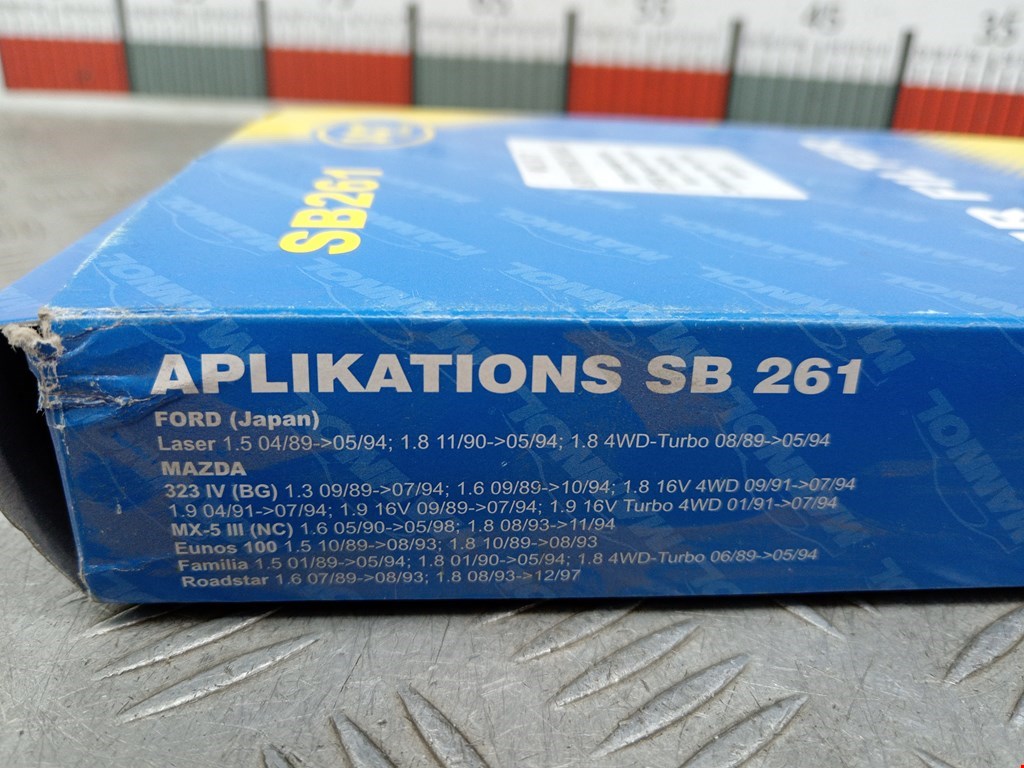 45
35
SB261
APLIKATIONS SB 261
FORD (Japan)
Laser 1.5 04/89->05/94; 1.8 11/90->05/94; 1.8 4WD-Turbo 08/89->05/94
MAZDA
323 IV (BG) 1.3 09/89->07/94; 1.6 09/89->10/94; 1.8 16V 4WD 09/91->07/94
1.9 04/91->07/94; 1.9 16V 09/89->07/94; 1.9 16V Turbo 4WD 01/91->07/94
MX-5 III (NC) 1.6 05/90->05/98; 1.8 08/93->11/94
Eunos 100 1.5 10/89->08/93; 1.8 10/89->08/93
Familia 1.5 01/89->05/94; 1.8 01/90->05/94; 1.8 4WD-Turbo 06/89->05/94
Roadstar 1.6 07/89->08/93; 1.8 08/93->12/97